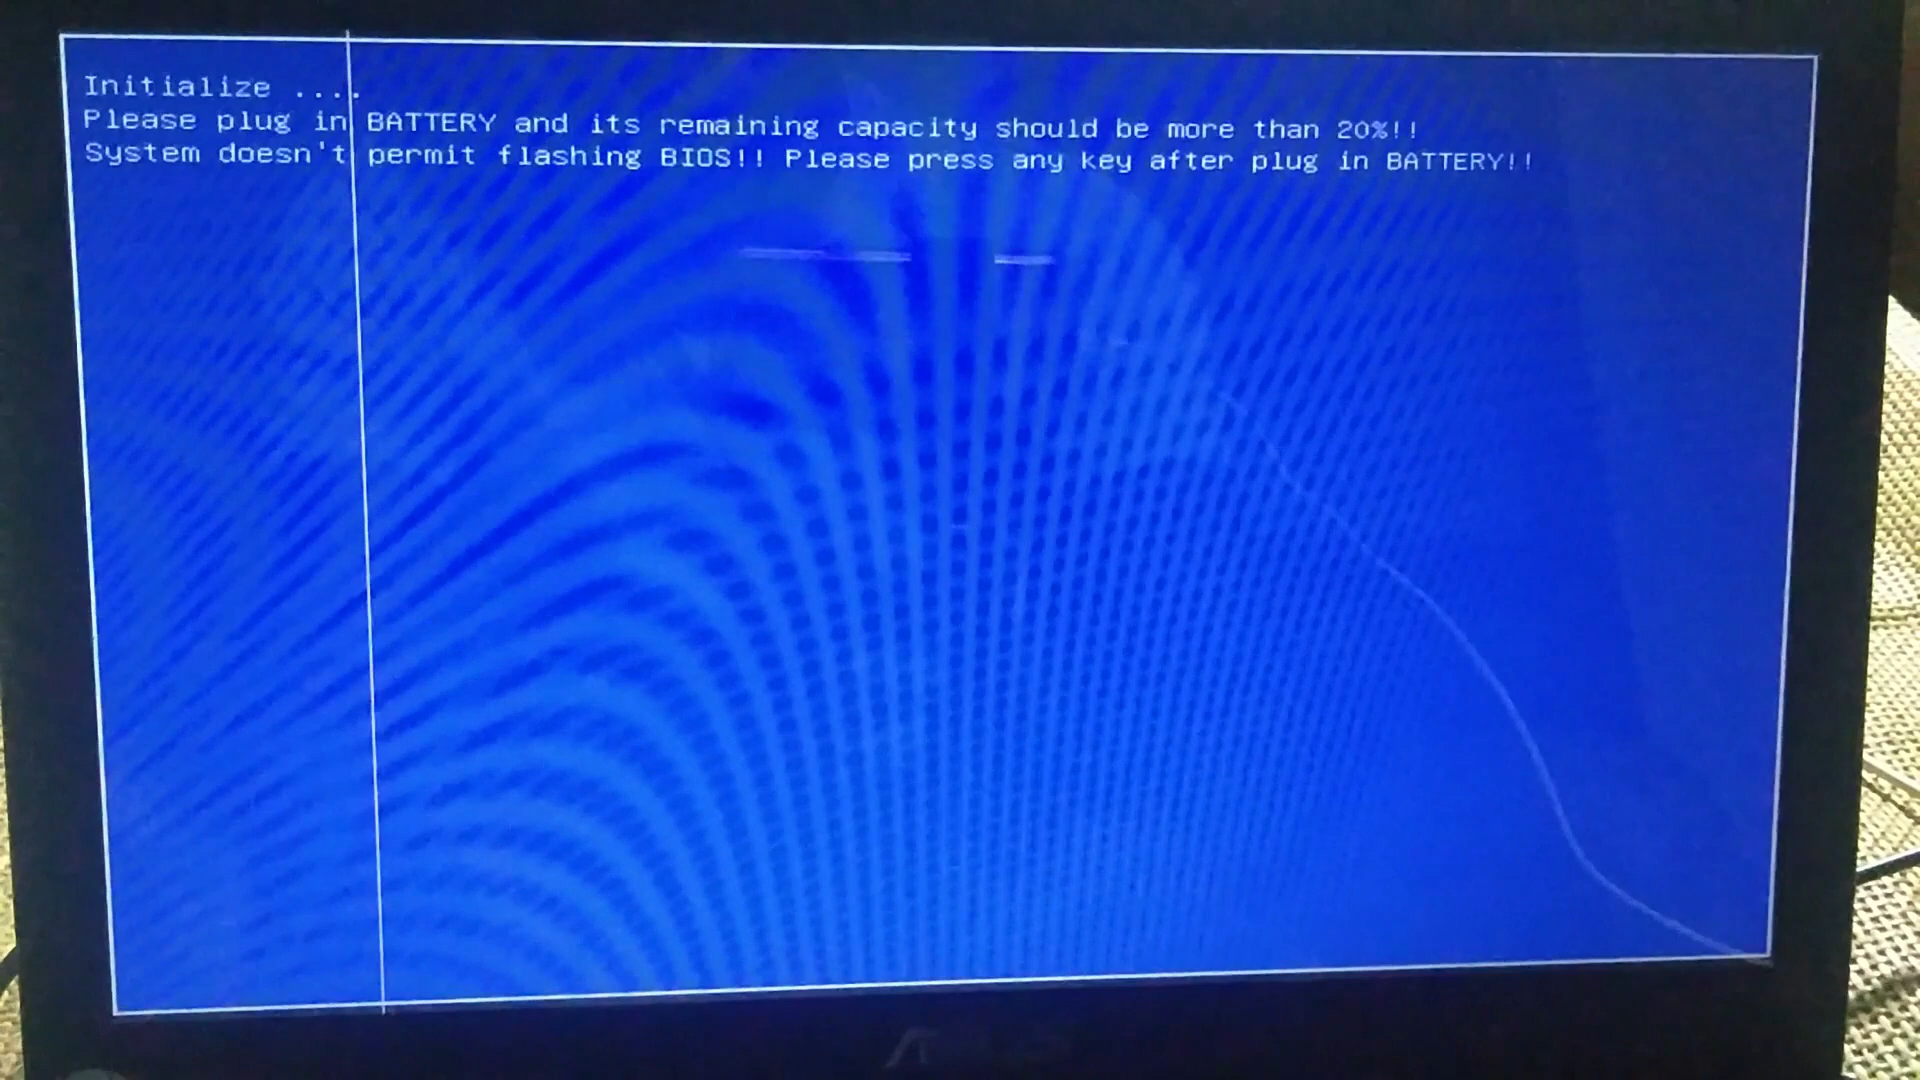 Initialize ....
Please plug in BATTERY and its remaining capacity should be more than 20%!!
System doesn't permit flashing BIOS!! Please press any key after plug in BATTERY!!